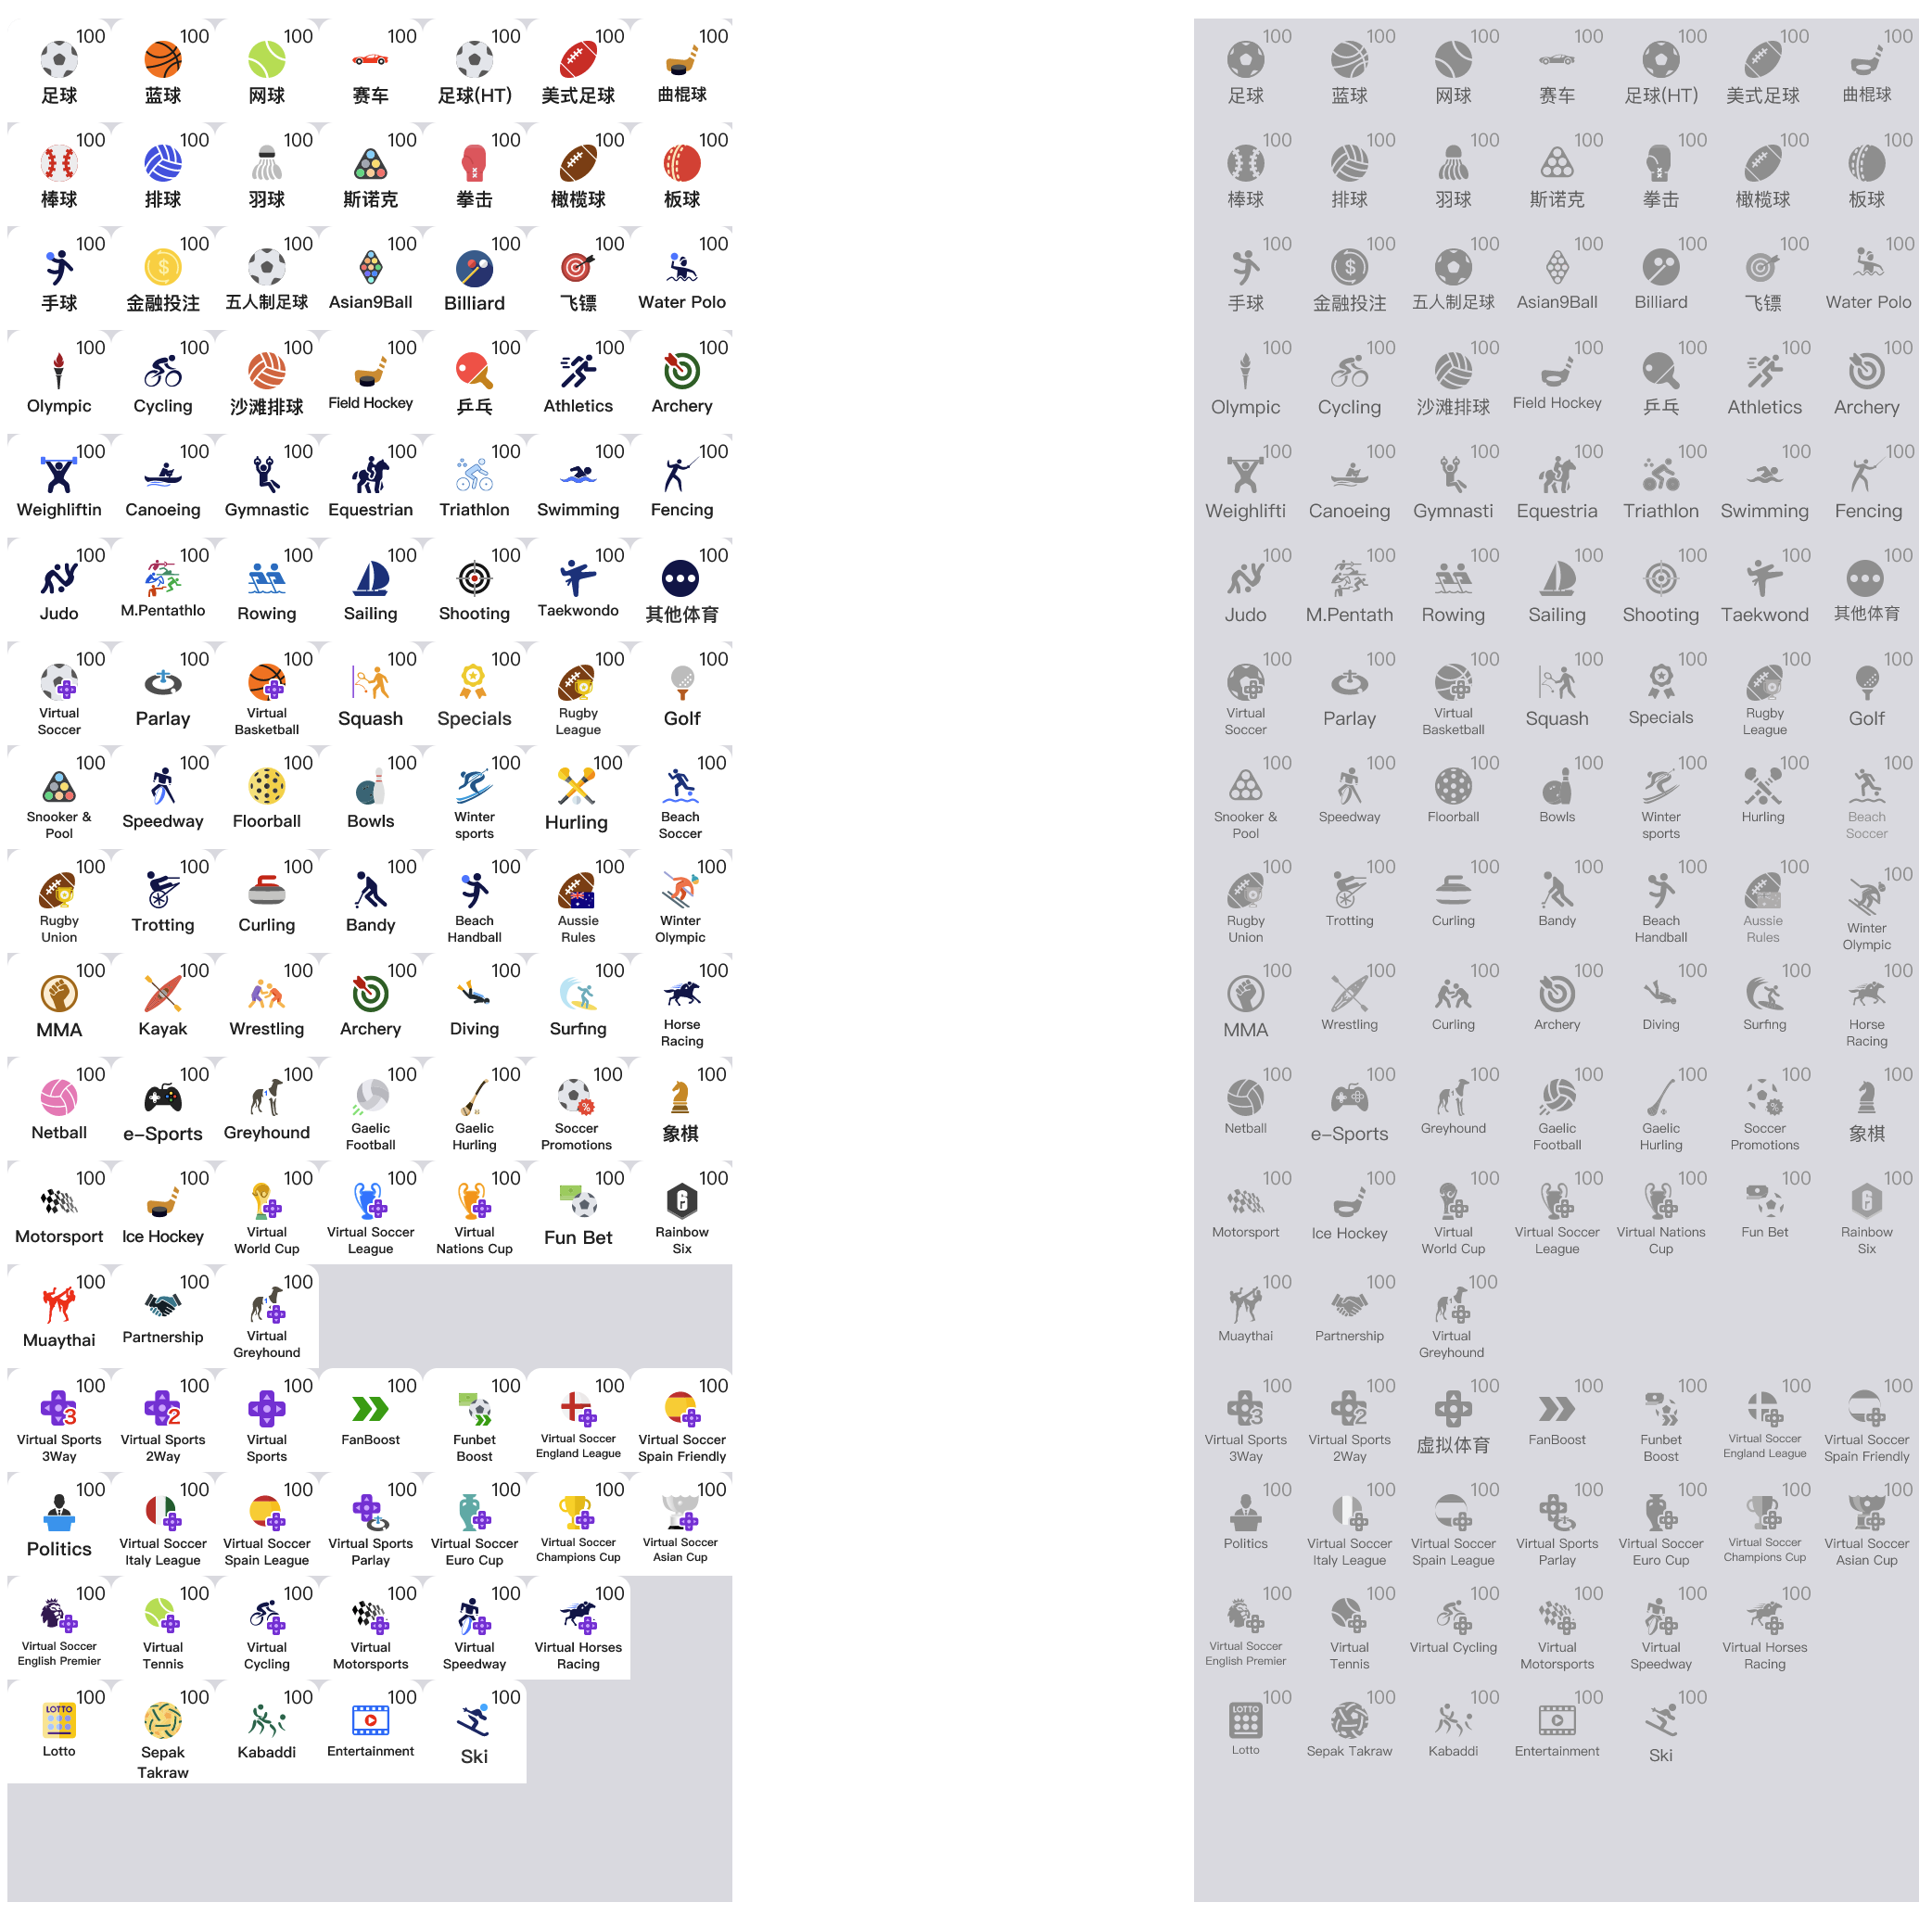 100 100 100 100 100 100 100
足球 蓝球 网球 赛车 足球(HT) 美式足球 曲棍球
100 100 100 100 100 100 100
棒球 排球 羽球 斯诺克 拳击 橄榄球 板球
100 100 100 100 100 100 100
手球 金融投注 五人制足球 Asian9Ball Billiard 飞镖 Water Polo
100 100 100 100 100 100 100
Olympic Cycling 沙滩排球 Field Hockey 乒乓 Athletics Archery
100 100 100 100 100 100 100
Weighliftin Canoeing Gymnastic Equestrian Triathlon Swimming Fencing
100 100 100 100 100 100 100
Judo M.Pentathlo Rowing Sailing Shooting Taekwondo 其他体育
100 100 100 100 100 100 100
Virtual Soccer Parlay Virtual Basketball Squash Specials Rugby League Golf
100 100 100 100 100 100 100
Snooker & Pool Speedway Floorball Bowls Winter sports Hurling Beach Soccer
100 100 100 100 100 100 100
Rugby Union Trotting Curling Bandy Beach Handball Aussie Rules Winter Olympic
100 100 100 100 100 100 100
MMA Kayak Wrestling Archery Diving Surfing Horse Racing
100 100 100 100 100 100 100
Netball e-Sports Greyhound Gaelic Football Gaelic Hurling Soccer Promotions 象棋
100 100 100 100 100 100 100
Motorsport Ice Hockey Virtual World Cup Virtual Soccer League Virtual Nations Cup Fun Bet Rainbow Six
100 100 100
Muaythai Partnership Virtual Greyhound
100 100 100 100 100 100 100
3 2
Virtual Sports 3Way Virtual Sports 2Way Virtual Sports FanBoost Funbet Boost Virtual Soccer England League Virtual Soccer Spain Friendly
100 100 100 100 100 100 100
Politics Virtual Soccer Italy League Virtual Soccer Spain League Virtual Sports Parlay Virtual Soccer Euro Cup Virtual Soccer Champions Cup Virtual Soccer Asian Cup
100 100 100 100 100 100
Virtual Soccer English Premier Virtual Tennis Virtual Cycling Virtual Motorsports Virtual Speedway Virtual Horses Racing
100 100 100 100 100
LOTTO
Lotto Sepak Takraw Kabaddi Entertainment Ski
100 100 100 100 100 100 100
足球 蓝球 网球 赛车 足球(HT) 美式足球 曲棍球
100 100 100 100 100 100 100
棒球 排球 羽球 斯诺克 拳击 橄榄球 板球
100 100 100 100 100 100 100
手球 金融投注 五人制足球 Asian9Ball Billiard 飞镖 Water Polo
100 100 100 100 100 100 100
Olympic Cycling 沙滩排球 Field Hockey 乒乓 Athletics Archery
100 100 100 100 100 100 100
Weighlifti Canoeing Gymnasti Equestria Triathlon Swimming Fencing
100 100 100 100 100 100 100
Judo M.Pentath Rowing Sailing Shooting Taekwond 其他体育
100 100 100 100 100 100 100
Virtual Soccer Parlay Virtual Basketball Squash Specials Rugby League Golf
100 100 100 100 100 100 100
Snooker & Pool Speedway Floorball Bowls Winter sports Hurling Beach Soccer
100 100 100 100 100 100 100
Rugby Union Trotting Curling Bandy Beach Handball Aussie Rules Winter Olympic
100 100 100 100 100 100 100
MMA Wrestling Curling Archery Diving Surfing Horse Racing
100 100 100 100 100 100 100
Netball e-Sports Greyhound Gaelic Football Gaelic Hurling Soccer Promotions 象棋
100 100 100 100 100 100 100
Motorsport Ice Hockey Virtual World Cup Virtual Soccer League Virtual Nations Cup Fun Bet Rainbow Six
100 100 100
Muaythai Partnership Virtual Greyhound
100 100 100 100 100 100 100
3 2
Virtual Sports 3Way Virtual Sports 2Way 虚拟体育 FanBoost Funbet Boost Virtual Soccer England League Virtual Soccer Spain Friendly
100 100 100 100 100 100 100
Politics Virtual Soccer Italy League Virtual Soccer Spain League Virtual Sports Parlay Virtual Soccer Euro Cup Virtual Soccer Champions Cup Virtual Soccer Asian Cup
100 100 100 100 100 100
Virtual Soccer English Premier Virtual Tennis Virtual Cycling Virtual Motorsports Virtual Speedway Virtual Horses Racing
100 100 100 100 100
LOTTO
Lotto Sepak Takraw Kabaddi Entertainment Ski